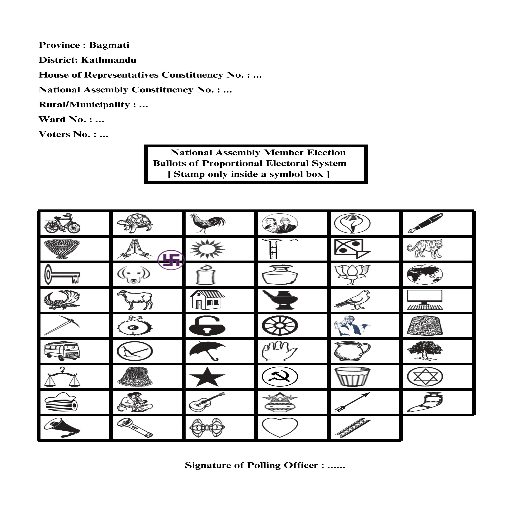 Province : Bagmati
District: Kathmandu
House of Representatives Constituency No. : ...
National Assembly Constituency No. : ...
Rural/Municipality : ...
Ward No. : ...
Voters No. : ...
National Assembly Member Election
Ballots of Proportional Electoral System
[ Stamp only inside a symbol box ]
Signature of Polling Officer : ......